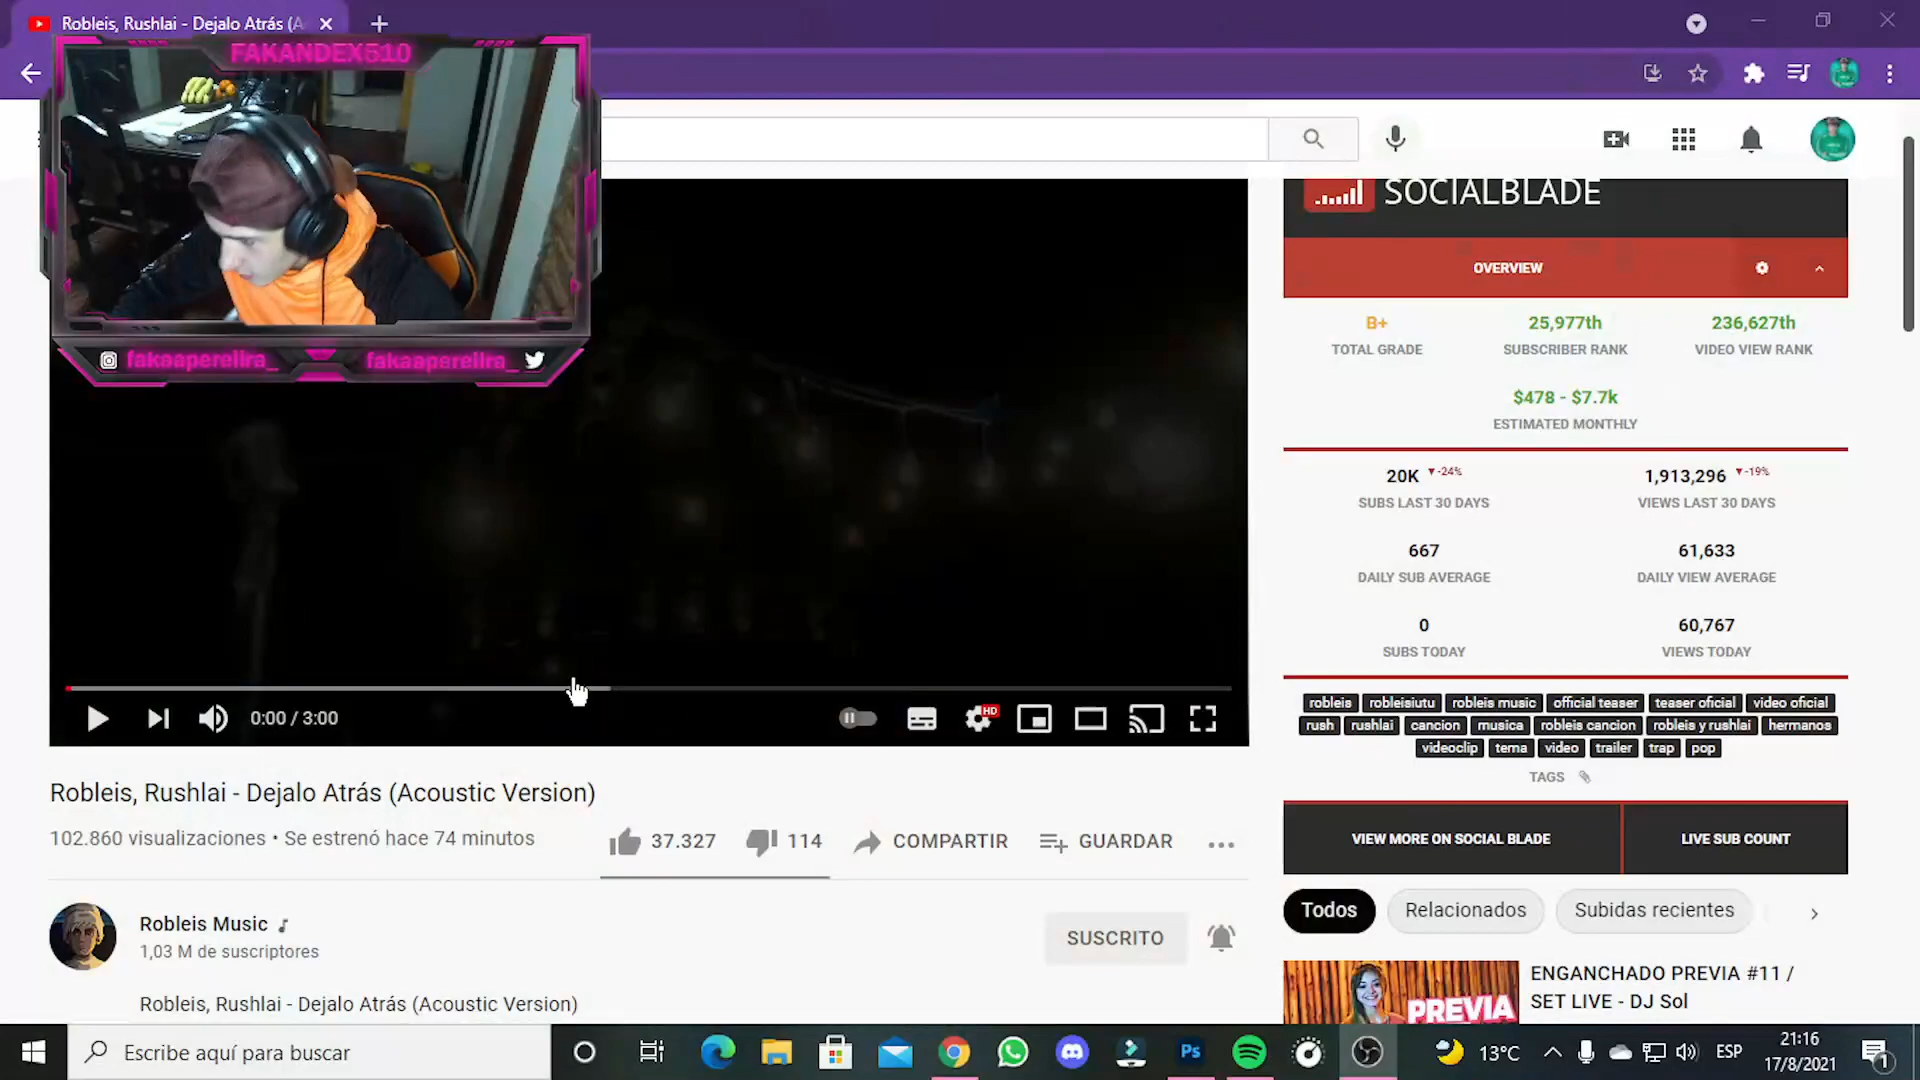 Robleis, Rushlai - Dejalo Atrás (A
FAKANDEX510
fakaaperelira_ fakaaperelira_
SOCIALBLADE
OVERVIEW
B+ 25,977th 236,627th
TOTAL GRADE SUBSCRIBER RANK VIDEO VIEW RANK
$478 - $7.7k
ESTIMATED MONTHLY
20K -24% 1,913,296 -19%
SUBS LAST 30 DAYS VIEWS LAST 30 DAYS
667 61,633
DAILY SUB AVERAGE DAILY VIEW AVERAGE
0 60,767
SUBS TODAY VIEWS TODAY
robleis robleisiutu robleis music official teaser teaser oficial video oficial
rush rushlai cancion musica robleis cancion robleis y rushlai hermanos
videoclip tema video trailer trap pop
TAGS
VIEW MORE ON SOCIAL BLADE LIVE SUB COUNT
0:00 / 3:00 HD
Robleis, Rushlai - Dejalo Atrás (Acoustic Version)
102.860 visualizaciones • Se estrenó hace 74 minutos
37.327 114 COMPARTIR GUARDAR
Robleis Music
1,03 M de suscriptores
SUSCRITO
Robleis, Rushlai - Dejalo Atrás (Acoustic Version)
Todos Relacionados Subidas recientes
PREVIA
ENGANCHADO PREVIA #11 /
SET LIVE - DJ Sol
Escribe aquí para buscar
Ps
13°C
ESP
21:16
17/8/2021
1